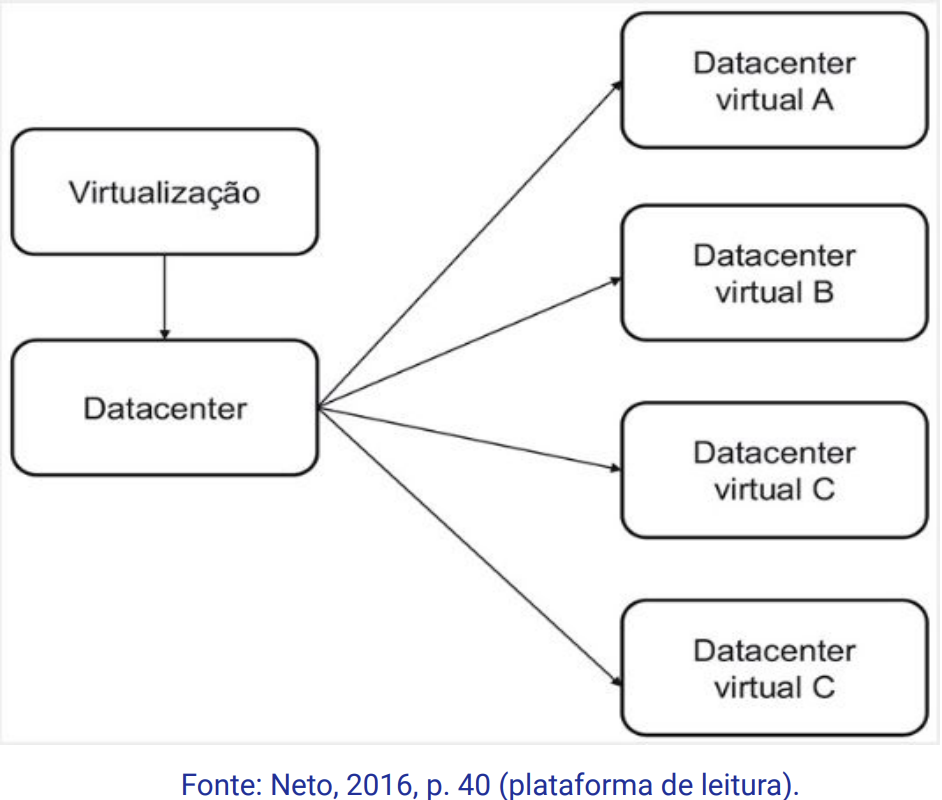 Virtualização
Datacenter
Datacenter
virtual A
Datacenter
virtual B
Datacenter
virtual C
Datacenter
virtual C
Fonte: Neto, 2016, p. 40 (plataforma de leitura).